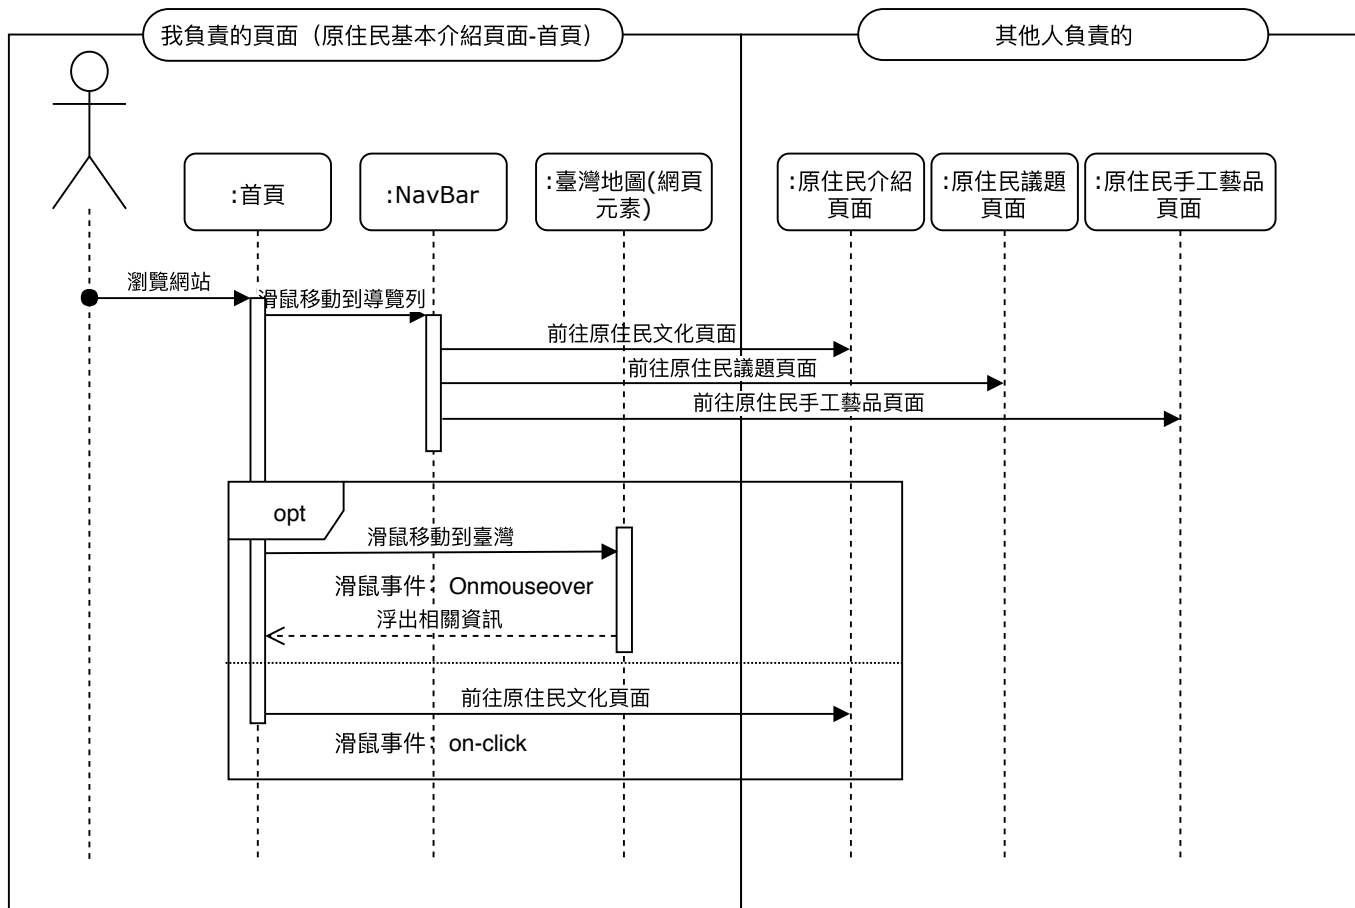 我負責的頁面（原住民基本介紹頁面-首頁）
其他人負責的
:首頁
:NavBar
:臺灣地圖(網頁
元素)
:原住民介紹
頁面
:原住民議題
頁面
:原住民手工藝品
頁面
瀏覽網站
滑鼠移動到導覽列
前往原住民文化頁面
前往原住民議題頁面
前往原住民手工藝品頁面
opt
滑鼠移動到臺灣
滑鼠事件：Onmouseover
浮出相關資訊
前往原住民文化頁面
滑鼠事件：on-click